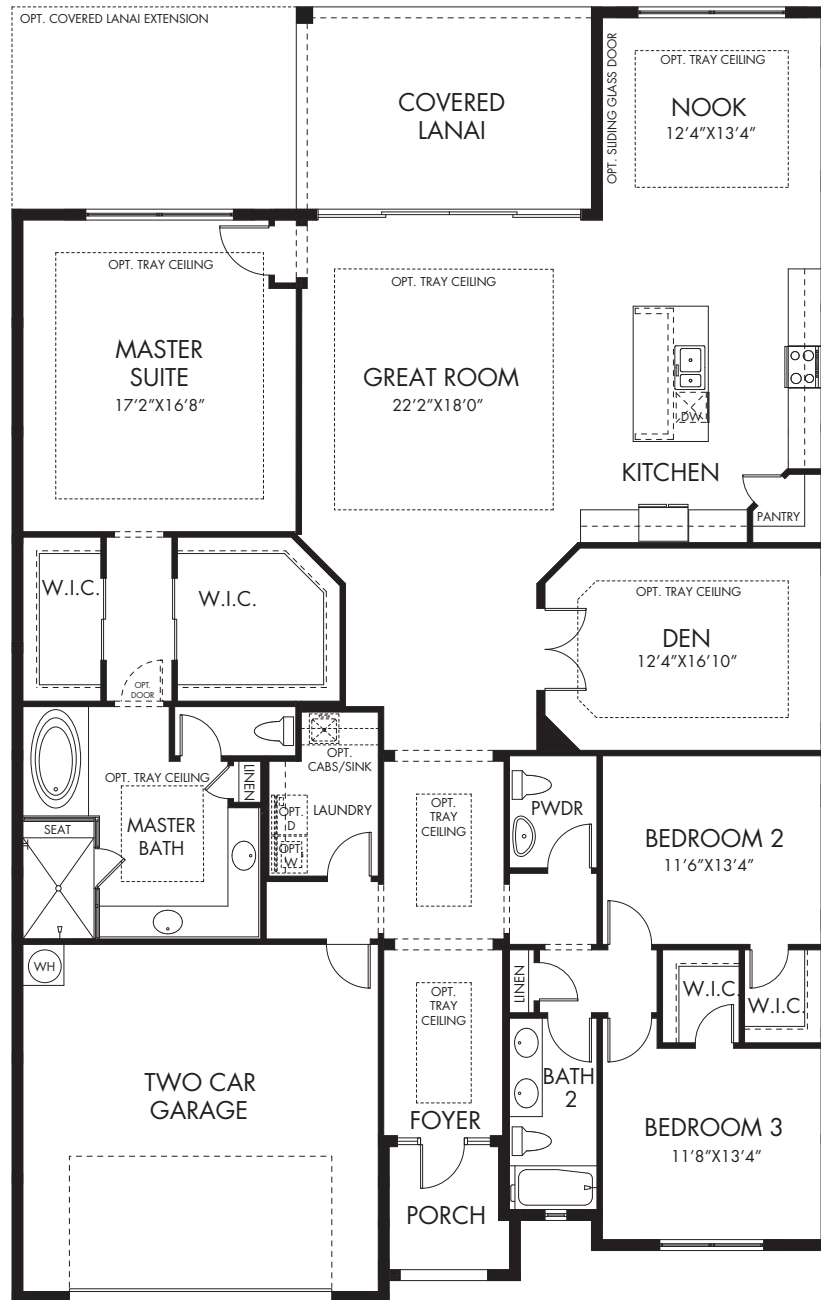 OPT. COVERED LANAI EXTENSION
COVERED
LANAI
OPT. SLIDING GLASS DOOR
OPT. TRAY CEILING
NOOK
12'4"X13'4"
OPT. TRAY CEILING
MASTER
SUITE
17'2"X16'8"
OPT. TRAY CEILING
GREAT ROOM
22'2"X18'0"
DW
KITCHEN
PANTRY
W.I.C.
W.I.C.
OPT.
DOOR
OPT. TRAY CEILING
DEN
12'4"X16'10"
OPT. TRAY CEILING
MASTER
BATH
LINEN
SEAT
OPT.
CABS/SINK
LAUNDRY
OPT.
D
OPT.
W
OPT.
TRAY
CEILING
PWDR
BEDROOM 2
11'6"X13'4"
WH
LINEN
W.I.C.
W.I.C.
OPT.
TRAY
CEILING
FOYER
TWO CAR
GARAGE
BATH
2
BEDROOM 3
11'8"X13'4"
PORCH